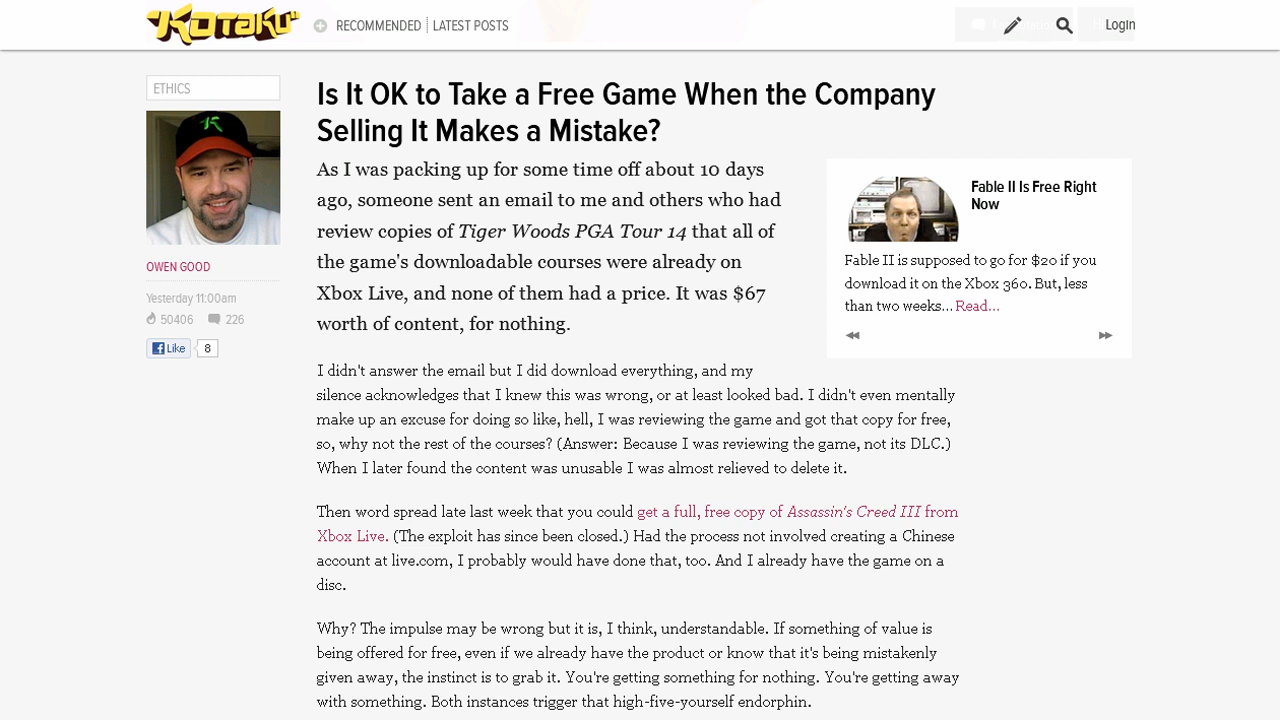 KOTAKU
RECOMMENDED
LATEST POSTS
Login
ETHICS
OWEN GOOD
Yesterday 11:00am
50406
226
Like
8
Is It OK to Take a Free Game When the Company
Selling It Makes a Mistake?
As I was packing up for some time off about 10 days
ago, someone sent an email to me and others who had
review copies of Tiger Woods PGA Tour 14 that all of
the game's downloadable courses were already on
Xbox Live, and none of them had a price. It was $67
worth of content, for nothing.
Fable II Is Free Right
Now
Fable II is supposed to go for $20 if you
download it on the Xbox 360. But, less
than two weeks... Read...
I didn't answer the email but I did download everything, and my
silence acknowledges that I knew this was wrong, or at least looked bad. I didn't even mentally
make up an excuse for doing so like, hell, I was reviewing the game and got that copy for free,
so, why not the rest of the courses? (Answer: Because I was reviewing the game, not its DLC.)
When I later found the content was unusable I was almost relieved to delete it.
Then word spread late last week that you could get a full, free copy of Assassin's Creed III from
Xbox Live. (The exploit has since been closed.) Had the process not involved creating a Chinese
account at live.com, I probably would have done that, too. And I already have the game on a
disc.
Why? The impulse may be wrong but it is, I think, understandable. If something of value is
being offered for free, even if we already have the product or know that it's being mistakenly
given away, the instinct is to grab it. You're getting something for nothing. You're getting away
with something. Both instances trigger that high-five-yourself endorphin.